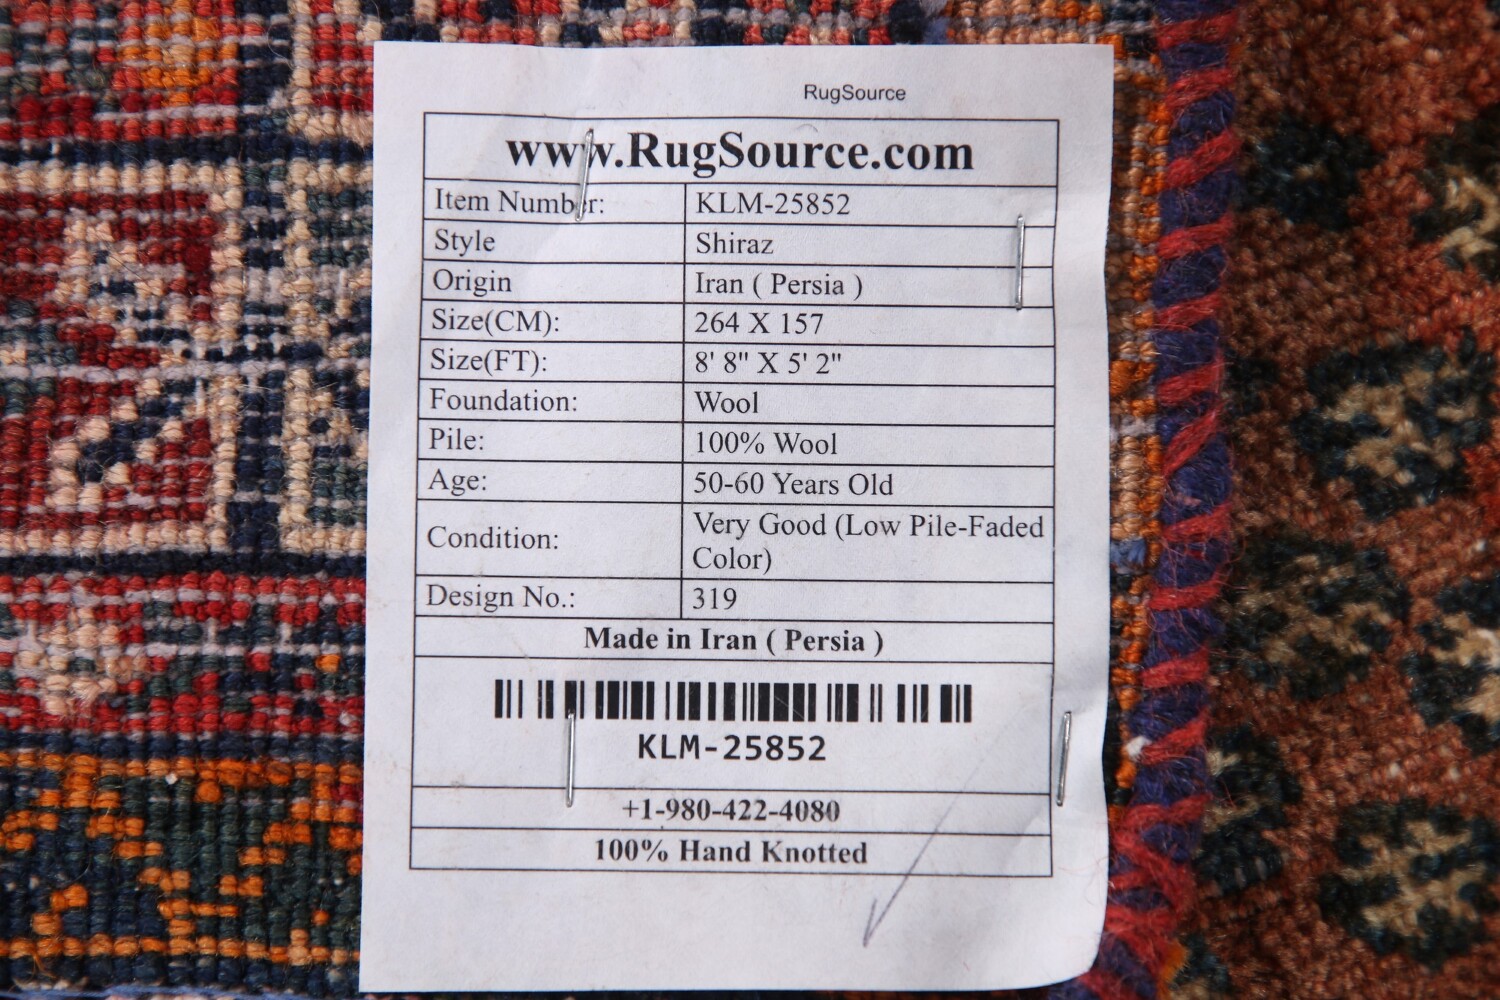 RugSource
www.RugSource.com
Item Number: KLM-25852
Style Shiraz
Origin Iran ( Persia )
Size(CM): 264 X 157
Size(FT): 8' 8" X 5' 2"
Foundation: Wool
Pile: 100% Wool
Age: 50-60 Years Old
Condition: Very Good (Low Pile-Faded
Color)
Design No.: 319
Made in Iran ( Persia )
KLM-25852
+1-980-422-4080
100% Hand Knotted